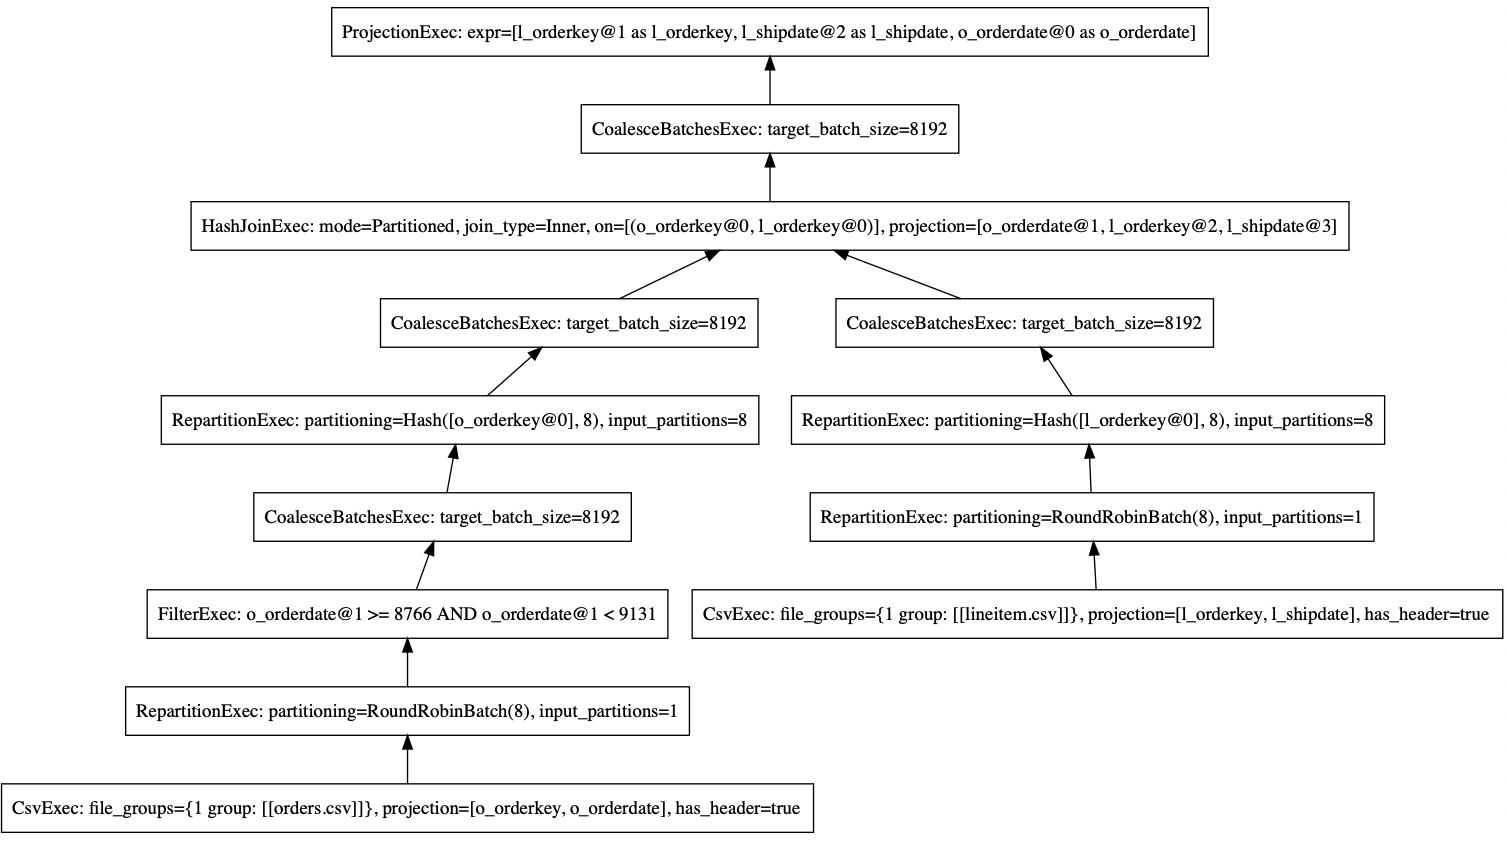 ProjectionExec: expr=[l_orderkey@1 as l_orderkey, l_shipdate@2 as l_shipdate, o_orderdate@0 as o_orderdate]
CoalesceBatchesExec: target_batch_size=8192
HashJoinExec: mode=Partitioned, join_type=Inner, on=[(o_orderkey@0, l_orderkey@0)], projection=[o_orderdate@1, l_orderkey@2, l_shipdate@3]
CoalesceBatchesExec: target_batch_size=8192
CoalesceBatchesExec: target_batch_size=8192
RepartitionExec: partitioning=Hash([o_orderkey@0], 8), input_partitions=8
RepartitionExec: partitioning=Hash([l_orderkey@0], 8), input_partitions=8
CoalesceBatchesExec: target_batch_size=8192
RepartitionExec: partitioning=RoundRobinBatch(8), input_partitions=1
FilterExec: o_orderdate@1 >= 8766 AND o_orderdate@1 < 9131
CsvExec: file_groups={1 group: [[lineitem.csv]]}, projection=[l_orderkey, l_shipdate], has_header=true
RepartitionExec: partitioning=RoundRobinBatch(8), input_partitions=1
CsvExec: file_groups={1 group: [[orders.csv]]}, projection=[o_orderkey, o_orderdate], has_header=true